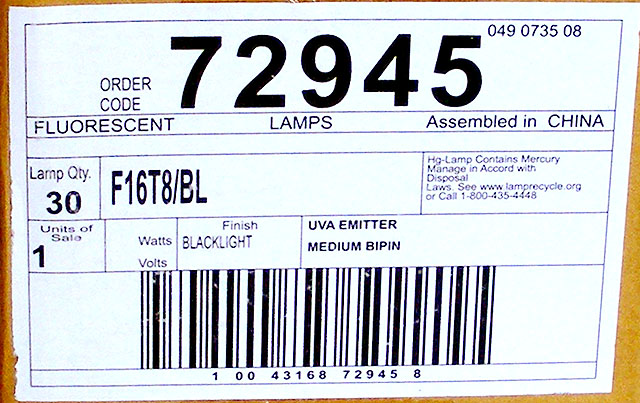 049 0735 08
ORDER CODE 72945
FLUORESCENT LAMPS Assembled in CHINA
Lamp Qty.
30
F16T8/BL
Hg-Lamp Contains Mercury
Manage in Accord with
Disposal
Laws. See www.lamprecycle.org
or Call 1-800-435-4448
Units of
Sale
1
Watts
Volts
Finish
BLACKLIGHT
UVA EMITTER
MEDIUM BIPIN
1 00 43168 72945 8